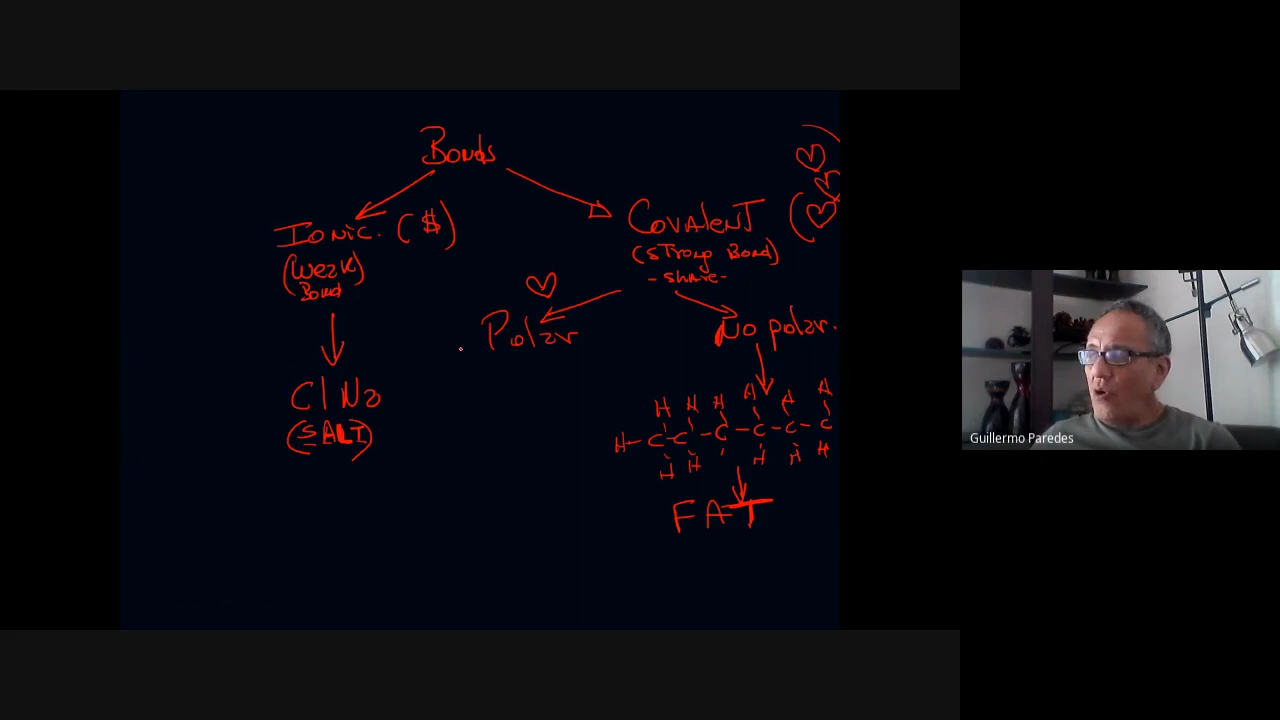 Bonds
Ionic. ($)
(Weak)
Bond
Cl Na
(SALT)
Covalent
(Strong Bond)
- share -
Polar
No polar.
H H H H H H
H - C - C - C - C - C - C
H H H H H
FAT
Guillermo Paredes